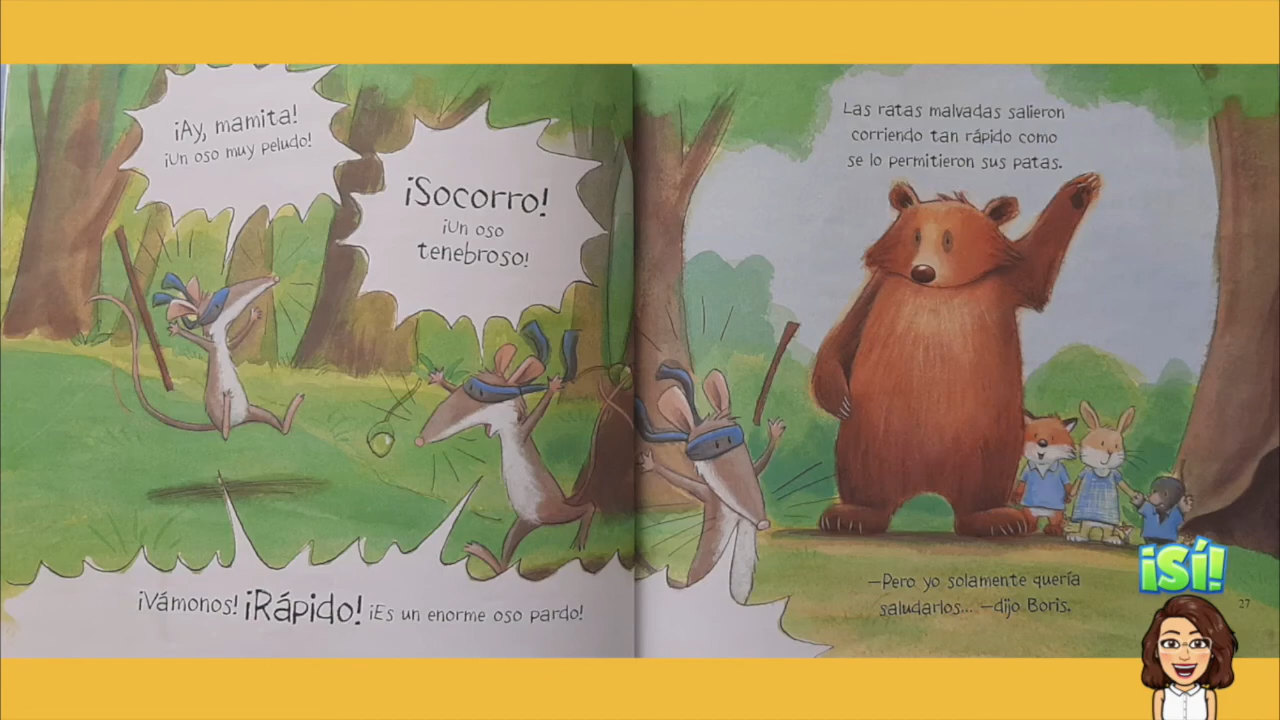 ¡Ay, mamita!
¡Un oso muy peludo!
¡Socorro!
¡Un oso
tenebroso!
¡Vámonos! ¡Rápido! ¡Es un enorme oso pardo!
Las ratas malvadas salieron
corriendo tan rápido como
se lo permitieron sus patas.
—Pero yo solamente quería
saludarlos... —dijo Boris.
27
¡SÍ!